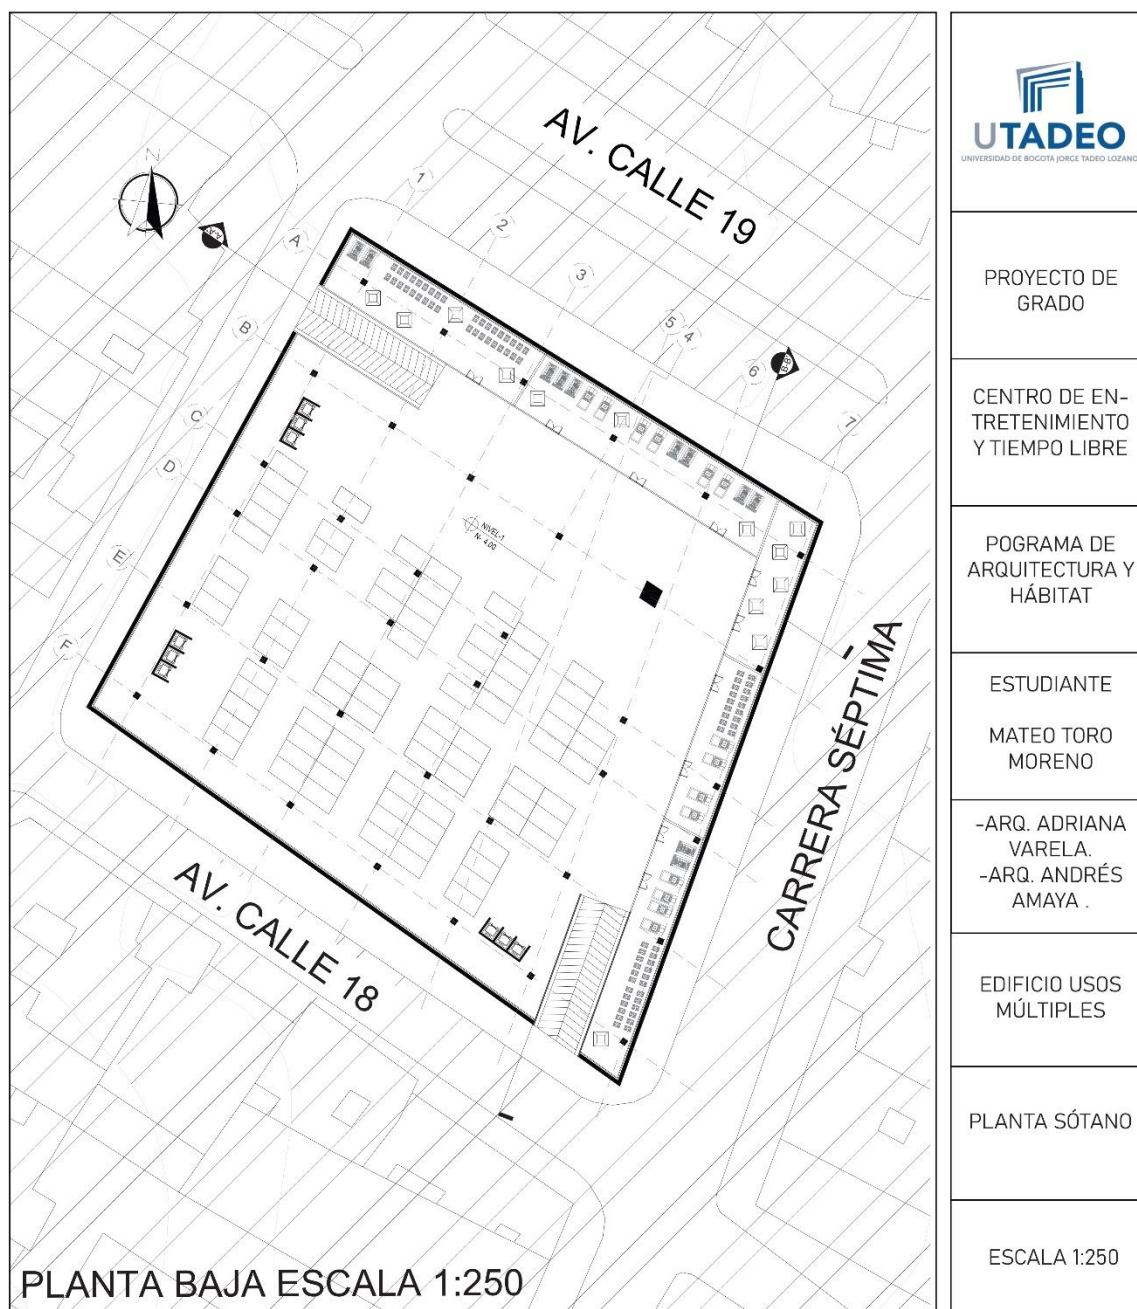 N
A-A'
AV. CALLE 19
1
2
3
5
4
6
7
B-B'
A
B
C
D
E
F
NIVEL-1
N- 4.00
CARRERA SÉPTIMA
AV. CALLE 18
PLANTA BAJA ESCALA 1:250
UTADEO
UNIVERSIDAD DE BOGOTÁ JORGE TADEO LOZANO
PROYECTO DE
GRADO
CENTRO DE EN-
TRETENIMIENTO
Y TIEMPO LIBRE
POGRAMA DE
ARQUITECTURA Y
HÁBITAT
ESTUDIANTE
MATEO TORO
MORENO
-ARQ. ADRIANA
VARELA.
-ARQ. ANDRÉS
AMAYA .
EDIFICIO USOS
MÚLTIPLES
PLANTA SÓTANO
ESCALA 1:250